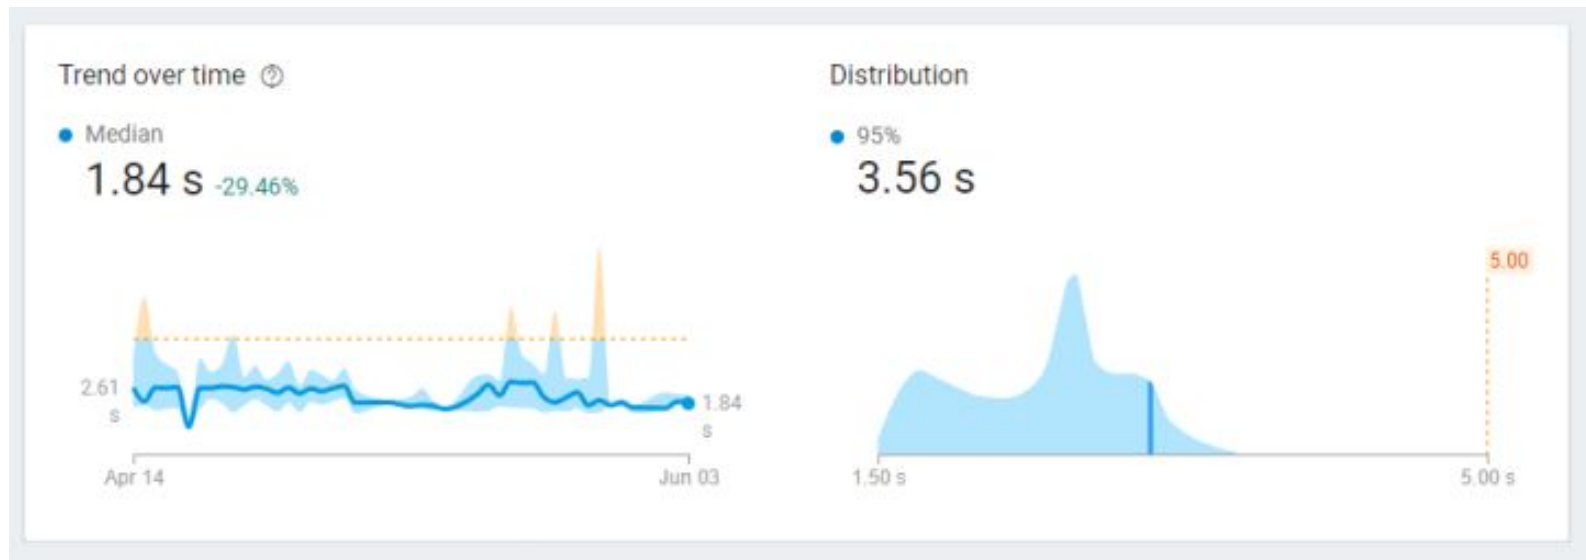 Trend over time
Median
1.84 s -29.46%
2.61
s
1.84
s
Apr 14
Jun 03
Distribution
95%
3.56 s
5.00
1.50 s
5.00 s